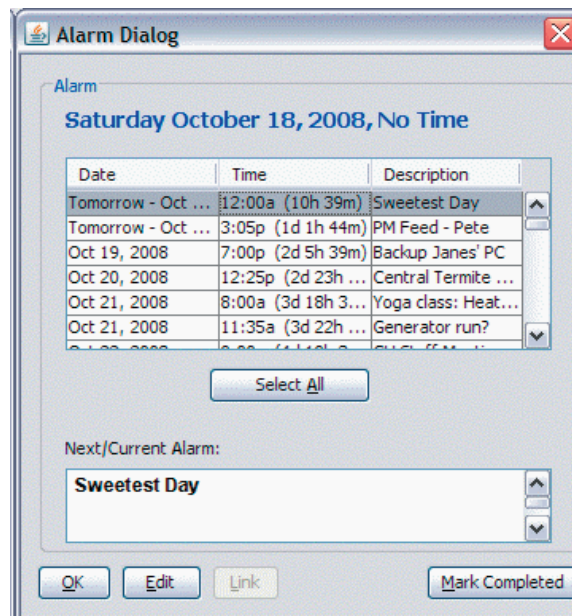 Alarm Dialog
Alarm
Saturday October 18, 2008, No Time
Date Time Description
Tomorrow - Oct ... 12:00a (10h 39m) Sweetest Day
Tomorrow - Oct ... 3:05p (1d 1h 44m) PM Feed - Pete
Oct 19, 2008 7:00p (2d 5h 39m) Backup Janes' PC
Oct 20, 2008 12:25p (2d 23h ... Central Termite ...
Oct 21, 2008 8:00a (3d 18h 3... Yoga class: Heat...
Oct 21, 2008 11:35a (3d 22h ... Generator run?
Select All
Next/Current Alarm:
Sweetest Day
OK Edit Link Mark Completed